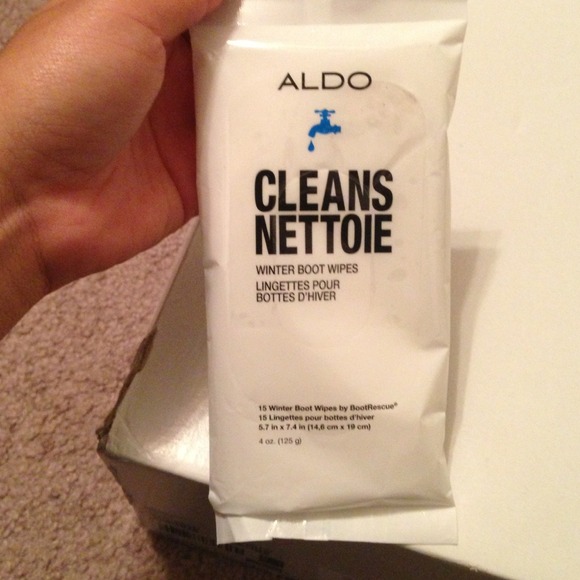 ALDO
CLEANS
NETTOIE
WINTER BOOT WIPES
LINGETTES POUR
BOTTES D'HIVER
15 Winter Boot Wipes by BootRescue®
15 Lingettes pour bottes d'hiver
5.7 in x 7.4 in (14,6 cm x 19 cm)
4 oz. (125 g)